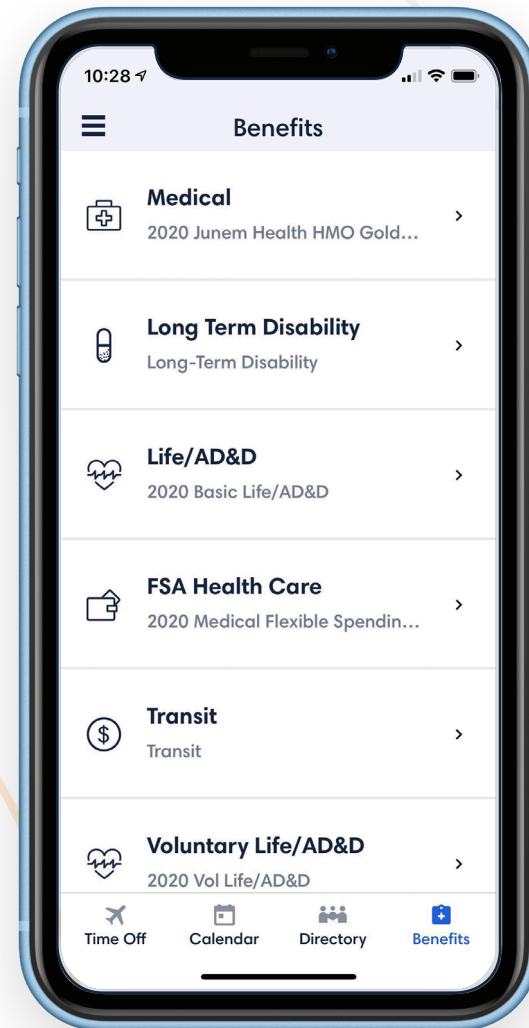 10:28
Benefits
Medical
2020 Junem Health HMO Gold...
Long Term Disability
Long-Term Disability
Life/AD&D
2020 Basic Life/AD&D
FSA Health Care
2020 Medical Flexible Spendin...
Transit
$
Transit
Voluntary Life/AD&D
2020 Vol Life/AD&D
Time Off Calendar Directory Benefits